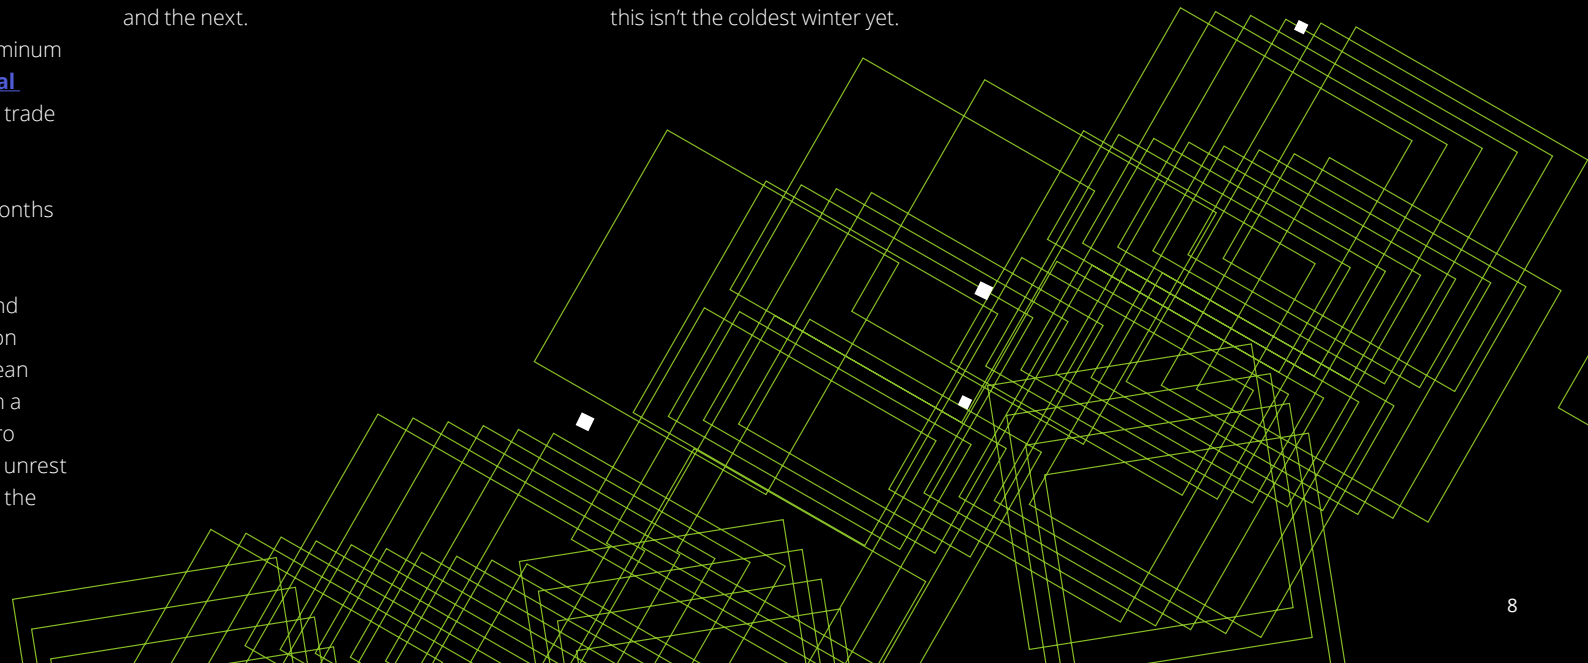 minum
al
trade
onths
nd
on
ean
n a
ro
unrest
the
and the next.
this isn't the coldest winter yet.
8